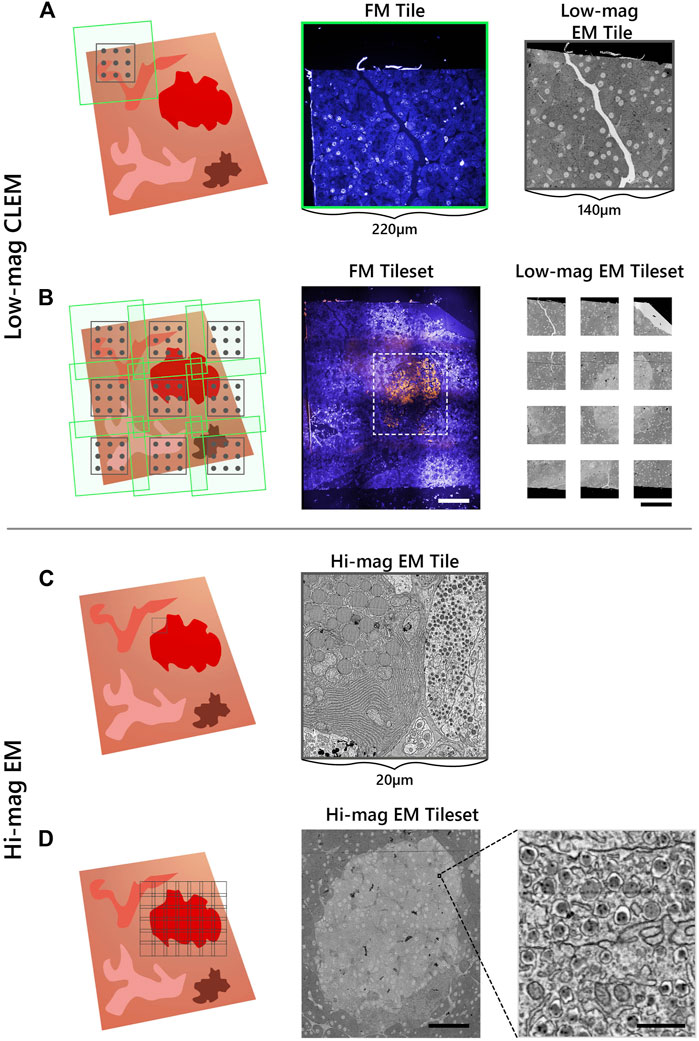 A
FM Tile
Low-mag
EM Tile
220µm
140µm
Low-mag CLEM
B
FM Tileset
Low-mag EM Tileset
C
Hi-mag EM Tile
20µm
Hi-mag EM
D
Hi-mag EM Tileset